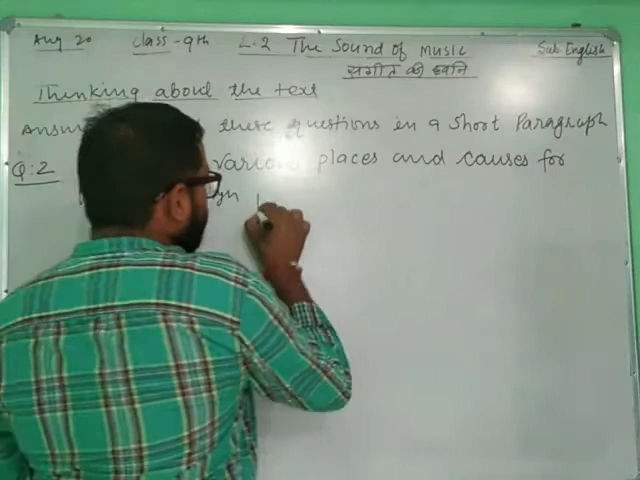 Aug 20 Class-9th L.2 The Sound of Music Sub English
संगीत की ध्वनि
Thinking about the text
these questions in a short Paragraph
Q:2 various places and causes for